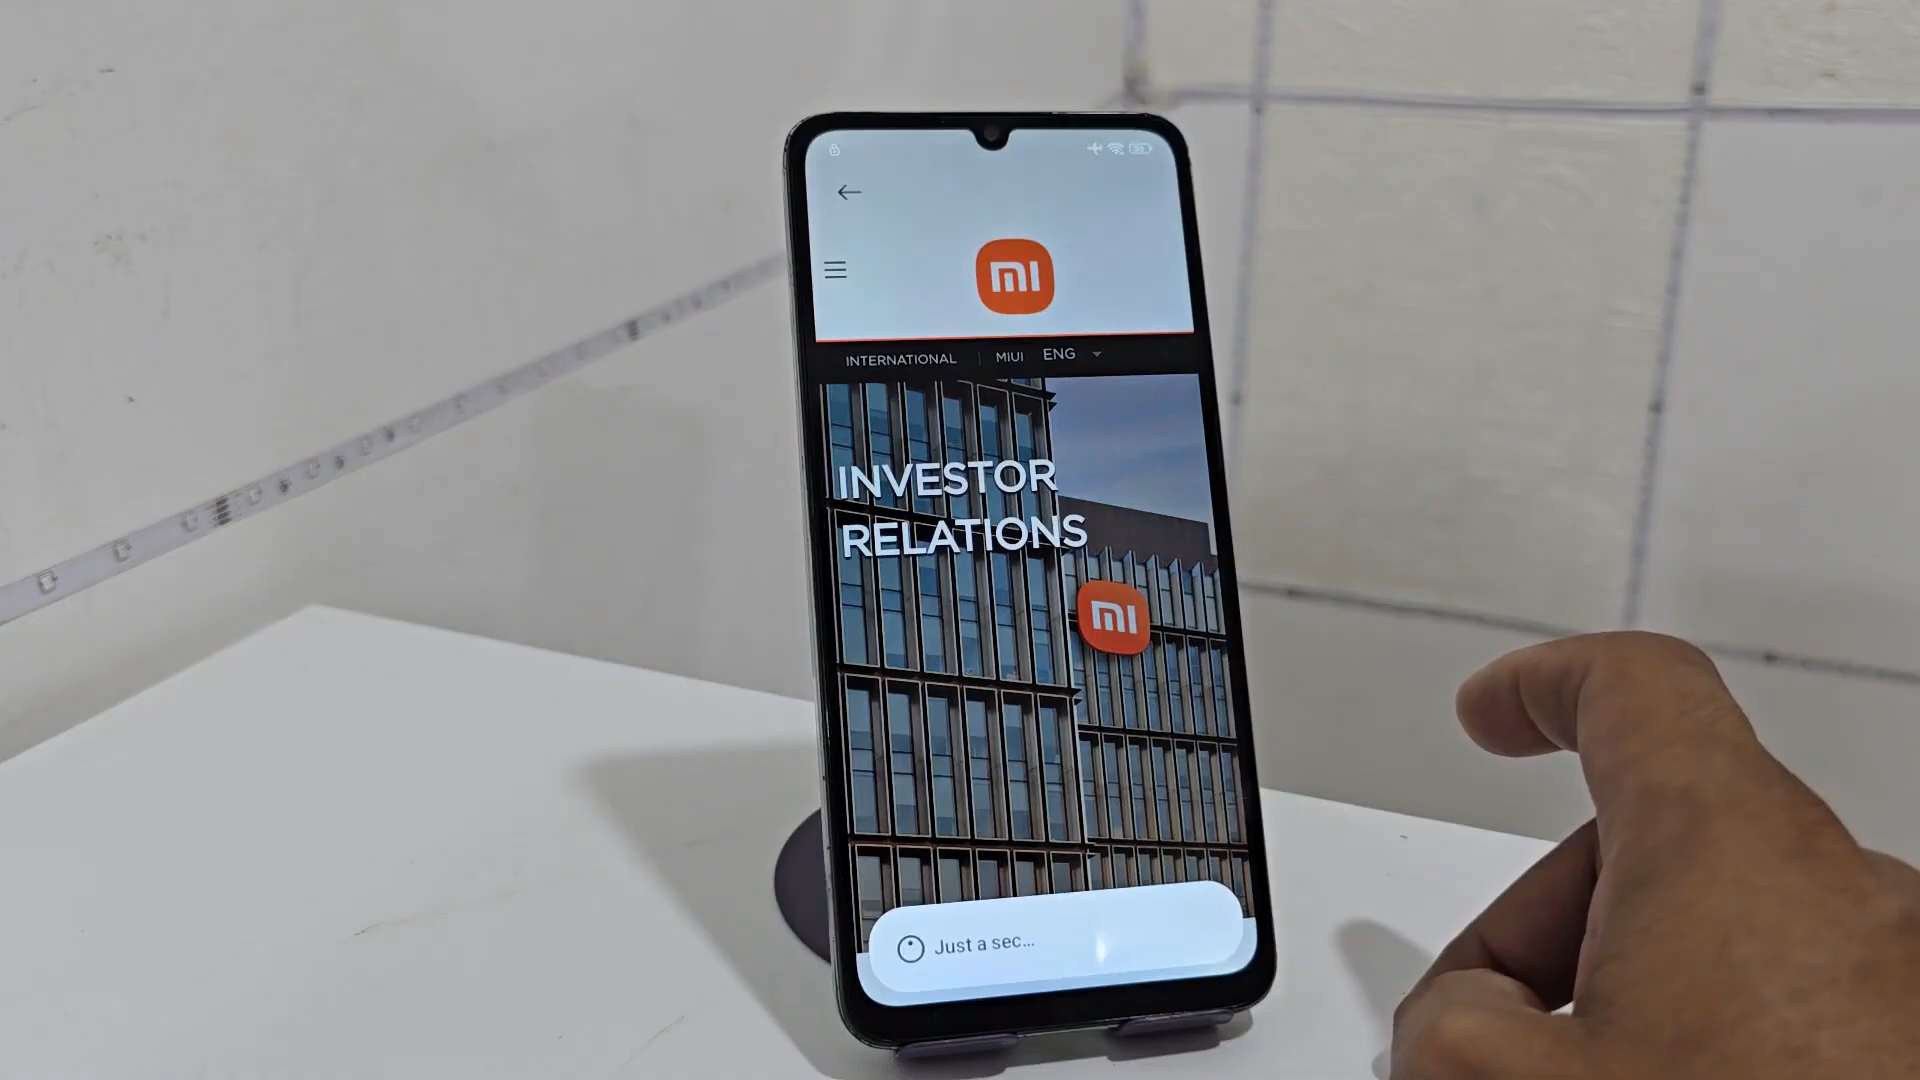 mi
INTERNATIONAL | MIUI ENG
INVESTOR
RELATIONS
mi
Just a sec...